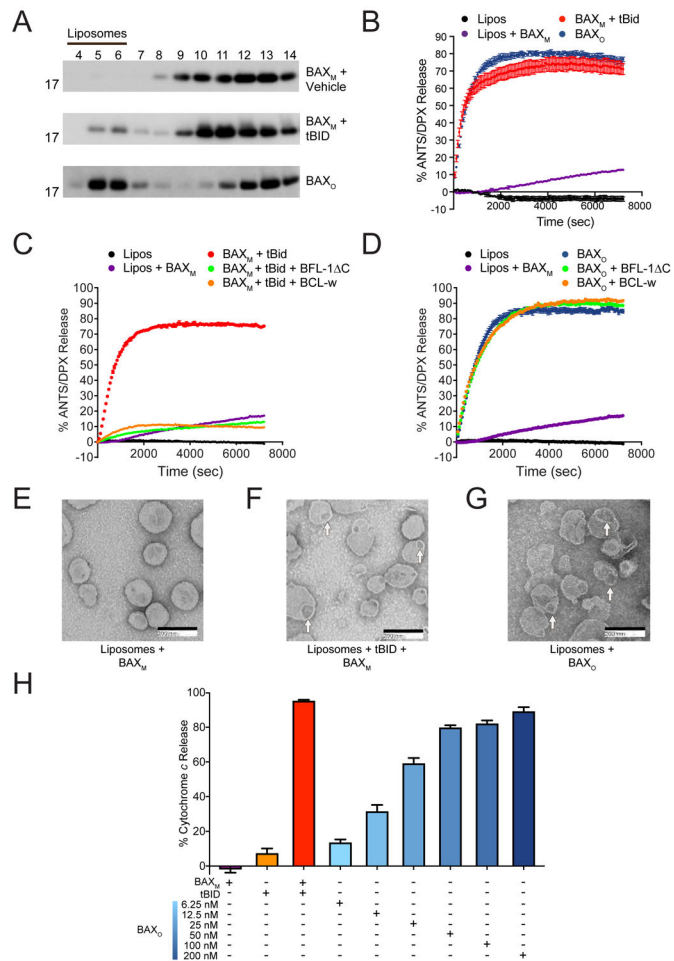 A
Liposomes
4 5 6 7 8 9 10 11 12 13 14
17
BAXM +
Vehicle
17
BAXM +
tBID
17
BAXO
B
Lipos
Lipos + BAXM
BAXM + tBid
BAXO
% ANTS/DPX Release
90
80
70
60
50
40
30
20
10
0
-10
0 2000 4000 6000 8000
Time (sec)
C
Lipos
Lipos + BAXM
BAXM + tBid
BAXM + tBid + BFL-1ΔC
BAXM + tBid + BCL-w
% ANTS/DPX Release
100
90
80
70
60
50
40
30
20
10
0
-10
0 2000 4000 6000 8000
Time (sec)
D
Lipos
Lipos + BAXM
BAXO
BAXO + BFL-1ΔC
BAXO + BCL-w
% ANTS/DPX Release
100
90
80
70
60
50
40
30
20
10
0
-10
0 2000 4000 6000 8000
Time (sec)
E
200 nm
Liposomes +
BAXM
F
200 nm
Liposomes + tBID +
BAXM
G
200 nm
Liposomes +
BAXO
H
% Cytochrome c Release
100
80
60
40
20
0
BAXM + - + - - - - - -
tBID - + + - - - - - -
BAXO
6.25 nM - - - + - - - - -
12.5 nM - - - - + - - - -
25 nM - - - - - + - - -
50 nM - - - - - - + - -
100 nM - - - - - - - + -
200 nM - - - - - - - - +